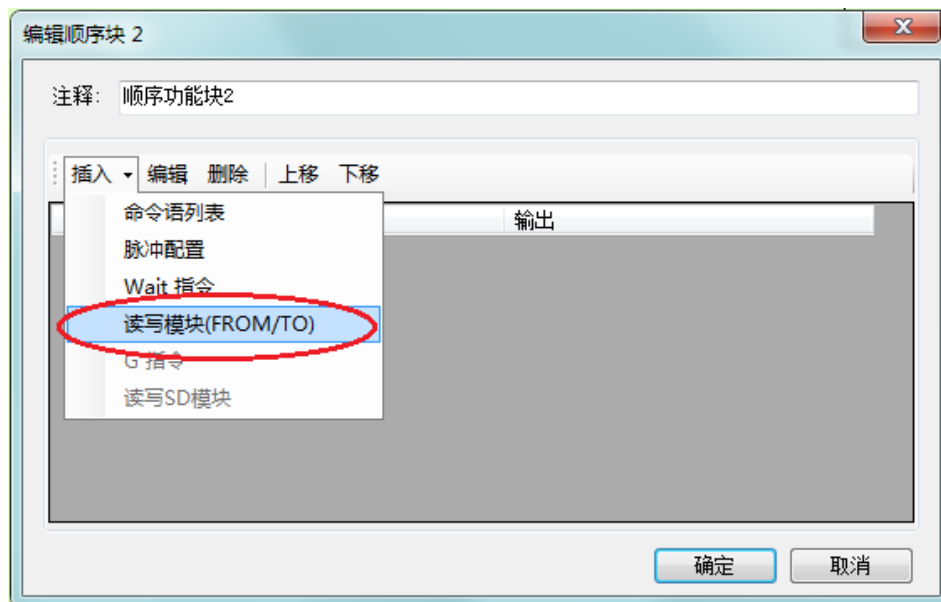 编辑顺序块 2
注释: 顺序功能块2
插入 编辑 删除 上移 下移
输出
命令语列表
脉冲配置
Wait 指令
读写模块(FROM/TO)
G 指令
读写SD模块
确定 取消